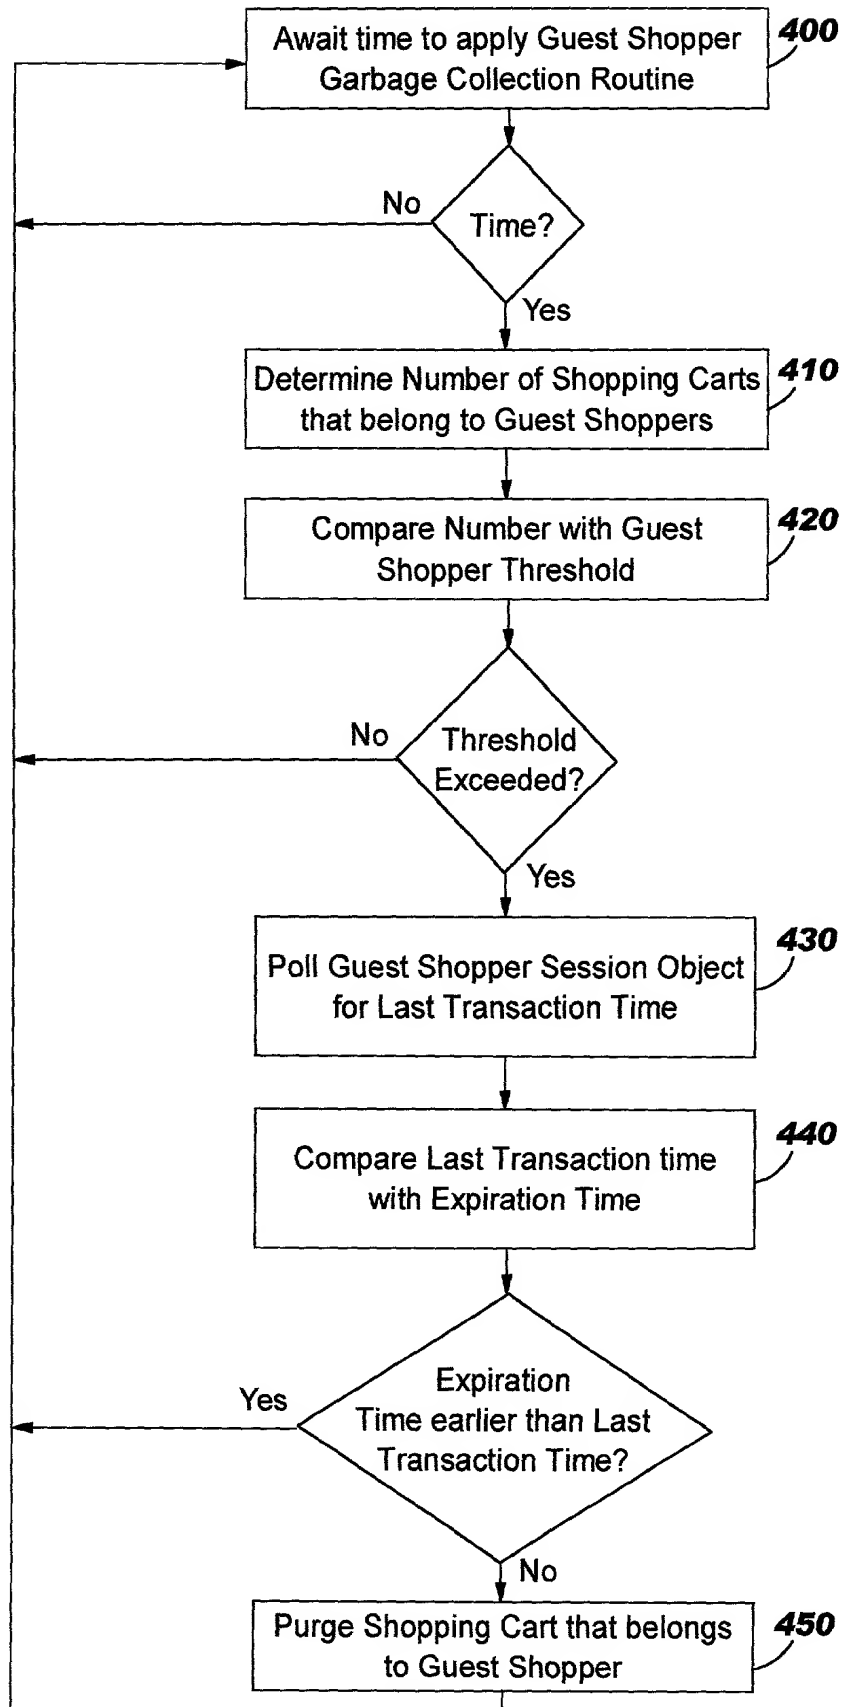 Await time to apply Guest Shopper
Garbage Collection Routine
400
No
Time?
Yes
Determine Number of Shopping Carts
that belong to Guest Shoppers
410
Compare Number with Guest
Shopper Threshold
420
No
Threshold
Exceeded?
Yes
Poll Guest Shopper Session Object
for Last Transaction Time
430
Compare Last Transaction time
with Expiration Time
440
Yes
Expiration
Time earlier than Last
Transaction Time?
No
Purge Shopping Cart that belongs
to Guest Shopper
450